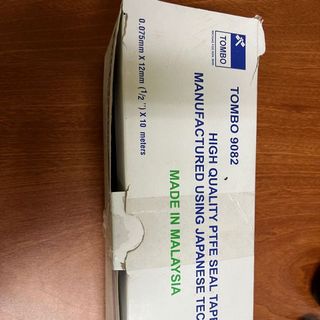 TOMBO
TOMBO 9082
HIGH QUALITY PTFE SEAL TAPE
MANUFACTURED USING JAPANESE TEC
MADE IN MALAYSIA
0.075mm X 12mm (1/2") X 10 meters